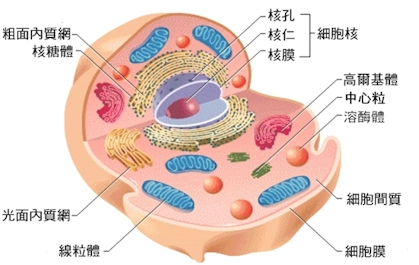 粗面內質網
核糖體
核孔
核仁
核膜
細胞核
高爾基體
中心粒
溶酶體
光面內質網
線粒體
細胞間質
細胞膜